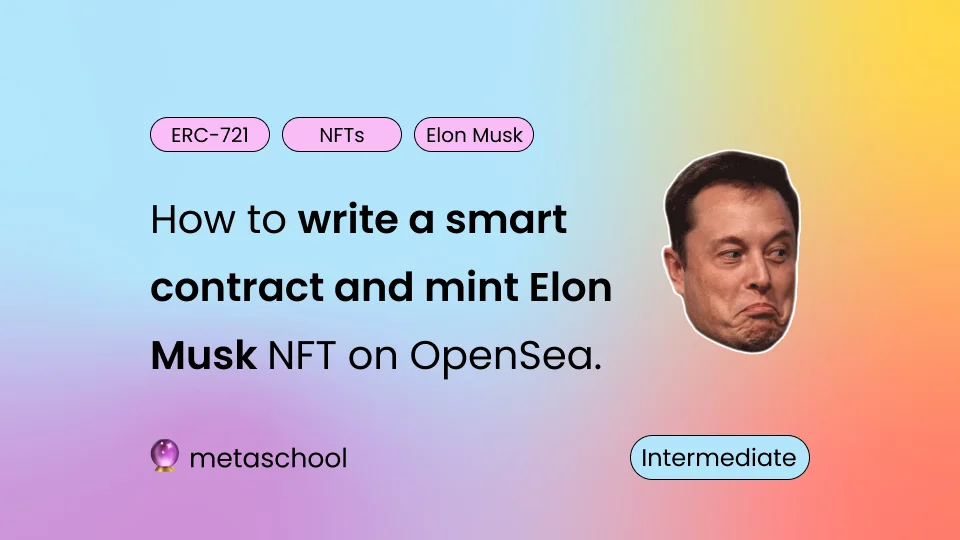 ERC-721 NFTs Elon Musk
How to write a smart
contract and mint Elon
Musk NFT on OpenSea.
metaschool
Intermediate